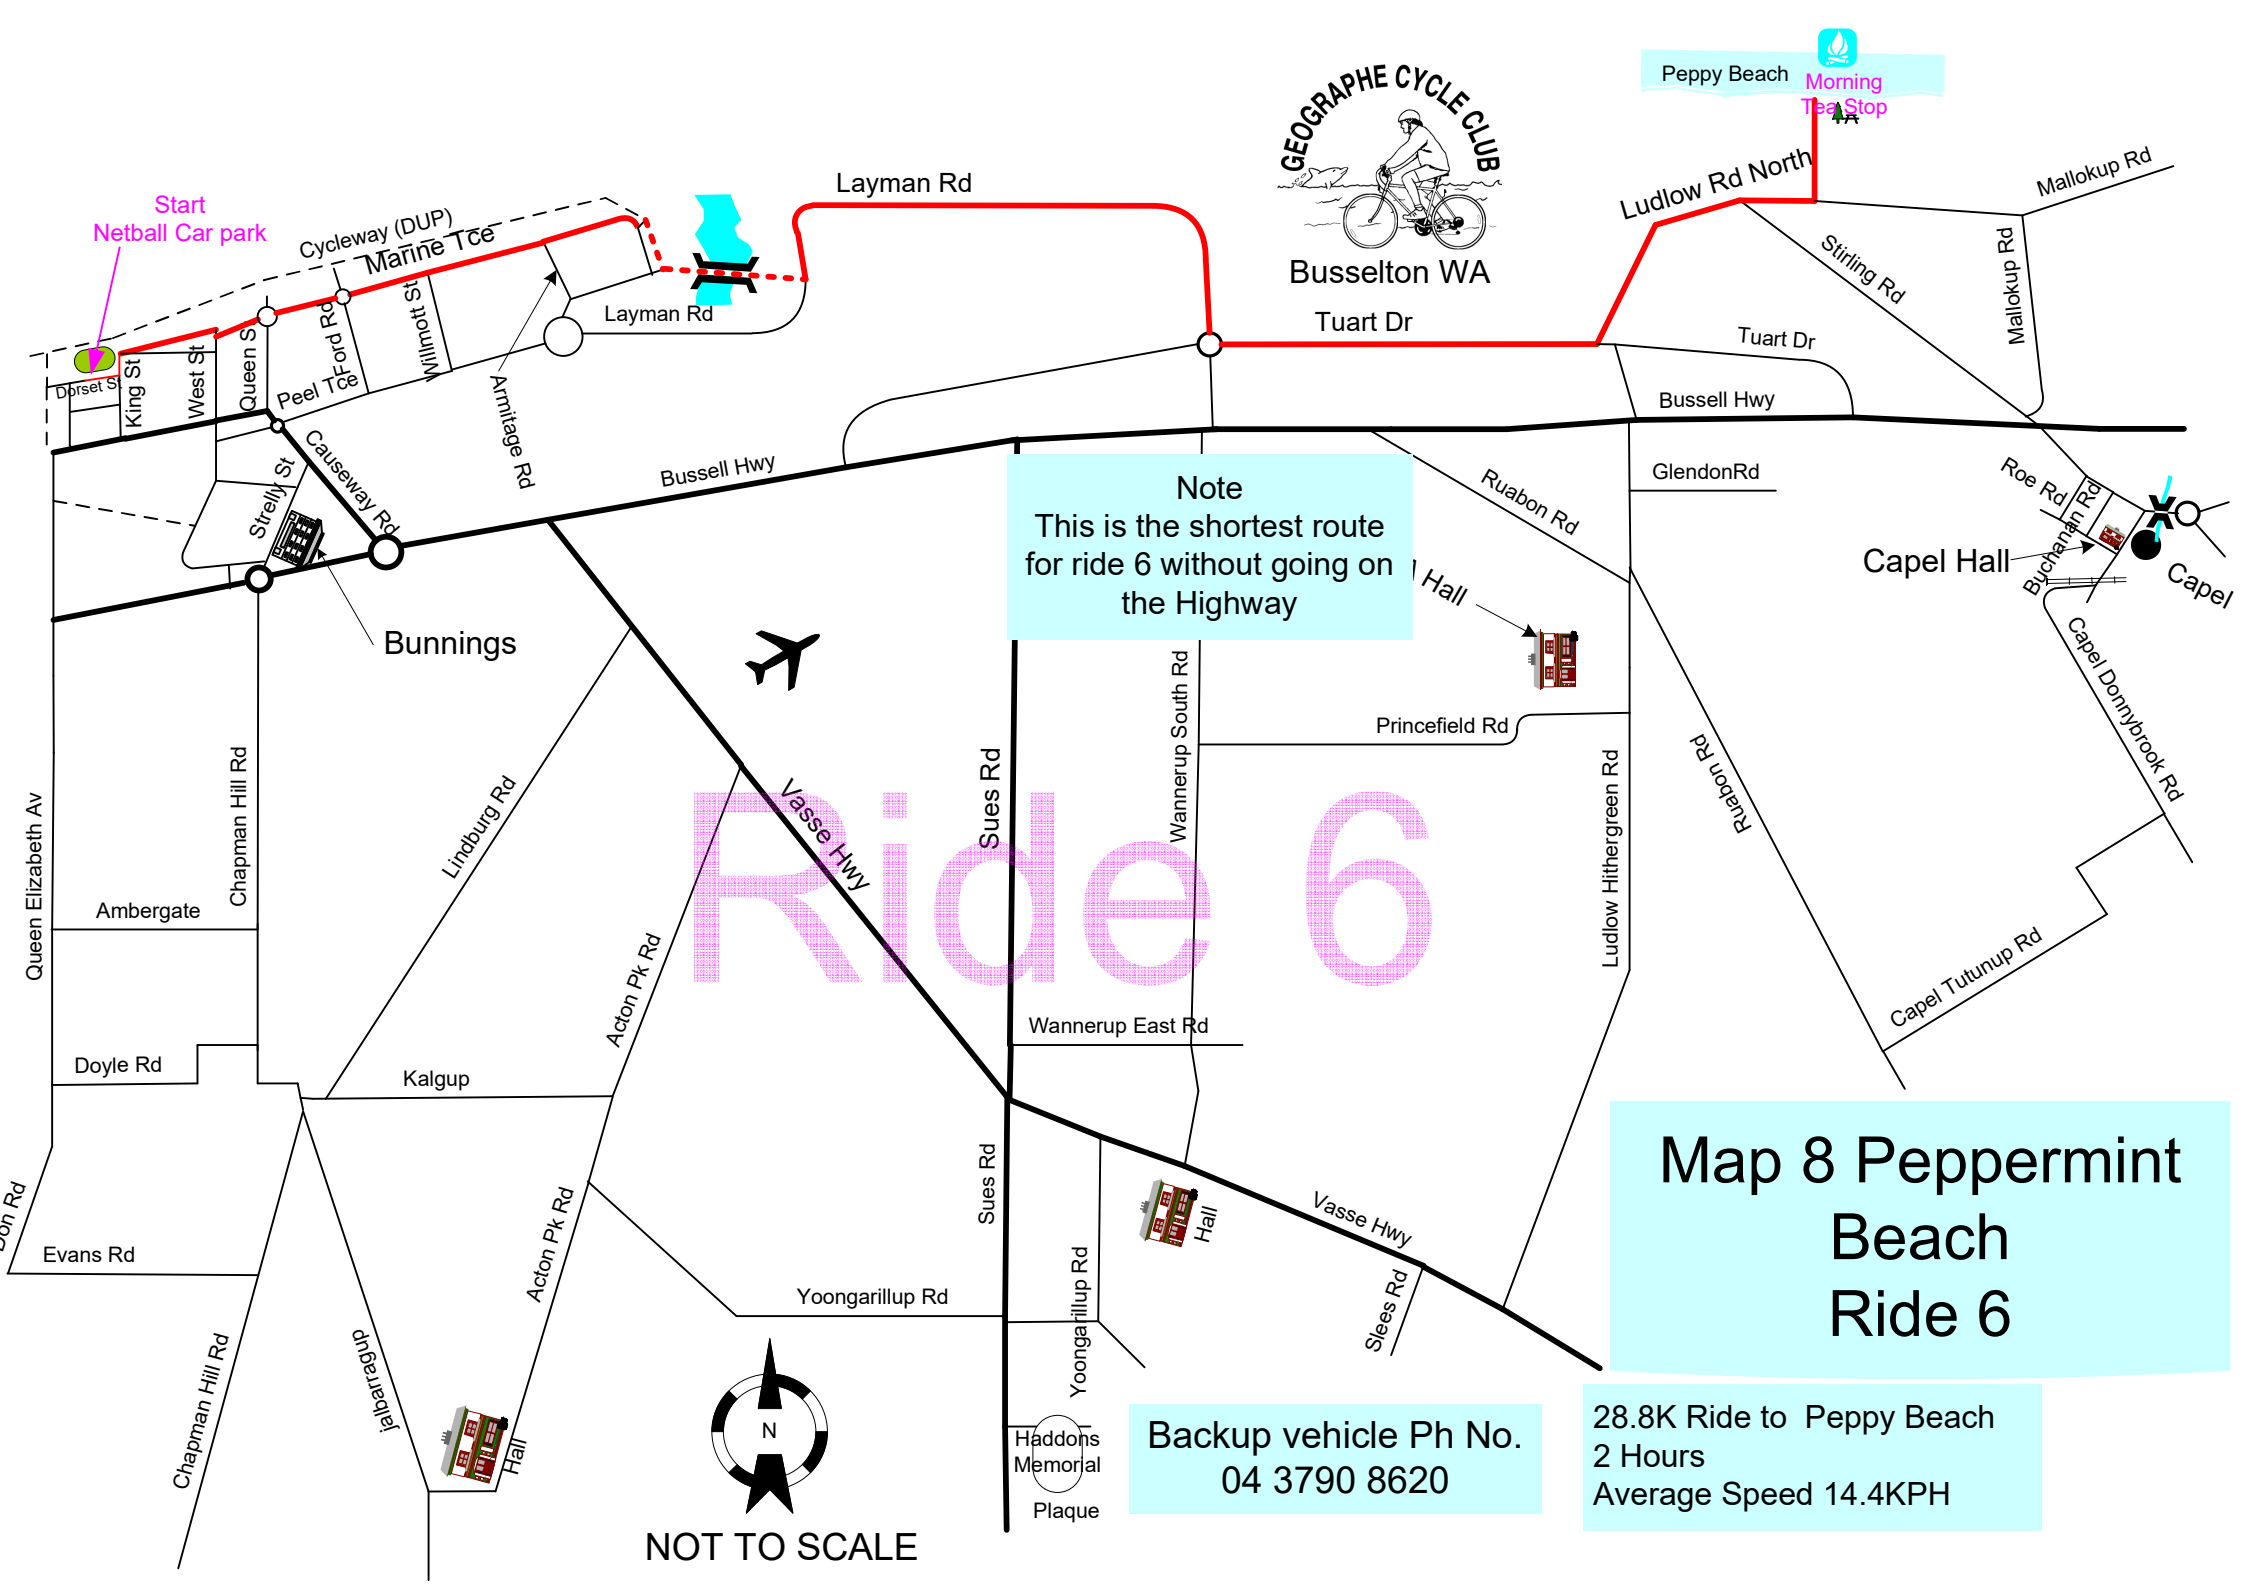 Peppy Beach
Morning
Tea Stop
GEOGRAPHE CYCLE CLUB
Busselton WA
Ludlow Rd North
Mallokup Rd
Mallokup Rd
Stirling Rd
Layman Rd
Start
Netball Car park
Cycleway (DUP)
Marine Tce
Layman Rd
Tuart Dr
Tuart Dr
Dorset St
King St
West St
Queen S
Ford Rd
Willmott St
Peel Tce
Armitage Rd
Causeway Rd
Strelly St
Bussell Hwy
Bussell Hwy
Note
This is the shortest route
for ride 6 without going on
the Highway
Hall
Ruabon Rd
GlendonRd
Roe Rd
Buchanan Rd
Capel Hall
Capel
Capel Donnybrook Rd
Bunnings
Princefield Rd
Queen Elizabeth Av
Chapman Hill Rd
Lindburg Rd
Vasse Hwy
Sues Rd
Wannerup South Rd
Ludlow Hithergreen Rd
Ruabon Rd
Ride 6
Ambergate
Acton Pk Rd
Capel Tutunup Rd
Wannerup East Rd
Doyle Rd
Kalgup
Map 8 Peppermint
Beach
Ride 6
Don Rd
Evans Rd
Acton Pk Rd
Sues Rd
Hall
Vasse Hwy
Slees Rd
Yoongarillup Rd
Yoongarillup Rd
Chapman Hill Rd
jalbarragup
Hall
N
NOT TO SCALE
Haddons
Memorial
Plaque
Backup vehicle Ph No.
04 3790 8620
28.8K Ride to  Peppy Beach
2 Hours
Average Speed 14.4KPH